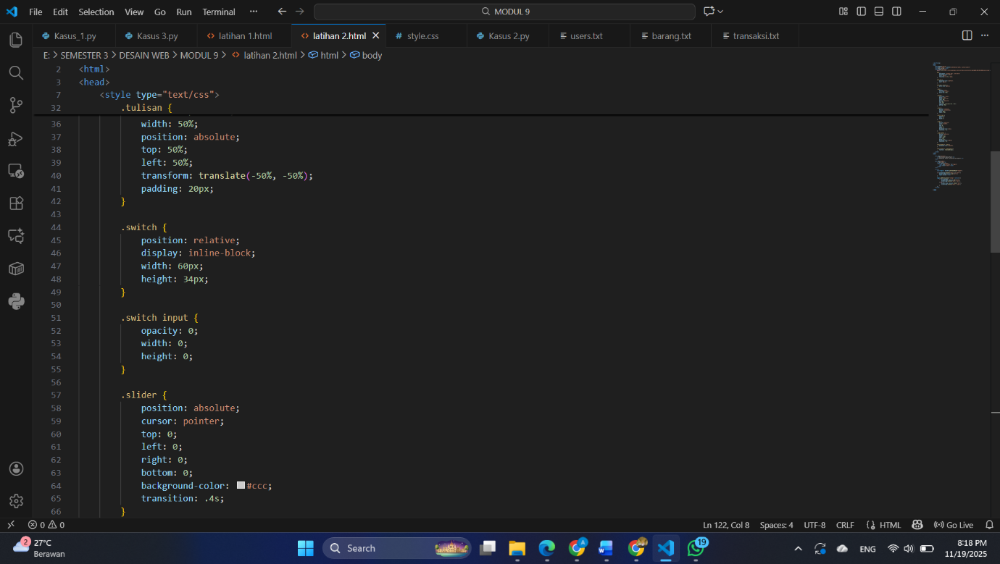 File Edit Selection View Go Run Terminal ··· MODUL 9
Kasus_1.py Kasus 3.py latihan 1.html latihan 2.html # style.css Kasus 2.py users.txt barang.txt transaksi.txt
E: > SEMESTER 3 > DESAIN WEB > MODUL 9 > latihan 2.html > html > body
2 <html>
3 <head>
7 <style type="text/css">
32 .tulisan {
36 width: 50%;
37 position: absolute;
38 top: 50%;
39 left: 50%;
40 transform: translate(-50%, -50%);
41 padding: 20px;
42 }
43
44 .switch {
45 position: relative;
46 display: inline-block;
47 width: 60px;
48 height: 34px;
49 }
50
51 .switch input {
52 opacity: 0;
53 width: 0;
54 height: 0;
55 }
56
57 .slider {
58 position: absolute;
59 cursor: pointer;
60 top: 0;
61 left: 0;
62 right: 0;
63 bottom: 0;
64 background-color: #ccc;
65 transition: .4s;
66 }
0 0 Ln 122, Col 8 Spaces: 4 UTF-8 CRLF {} HTML Go Live
2 27°C Search 19 ENG 8:18 PM
Berawan 11/19/2025